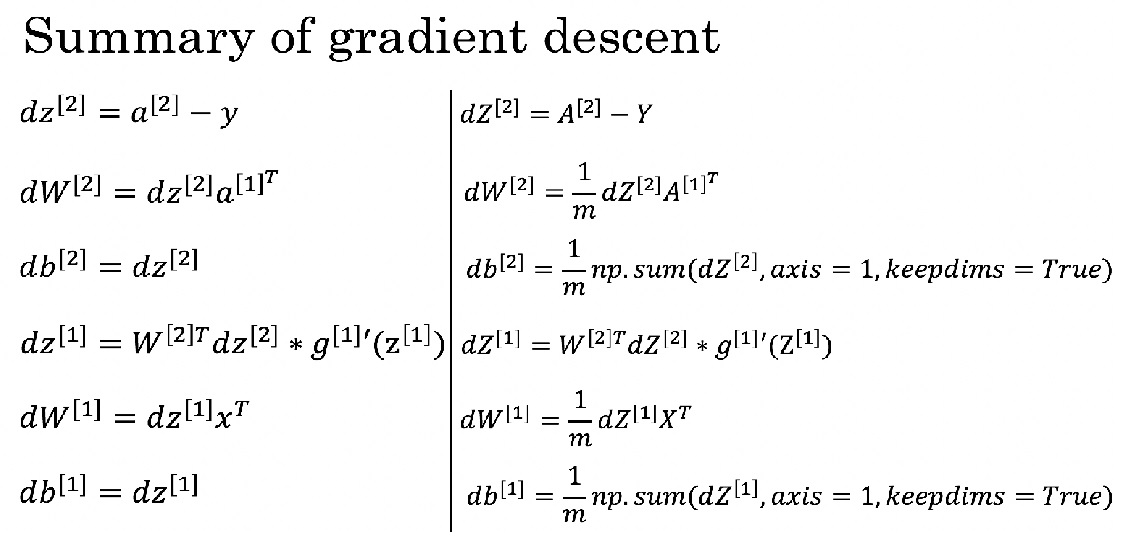 Summary of gradient descent
dz^[2] = a^[2] − y
dW^[2] = dz^[2]a^[1]^T
db^[2] = dz^[2]
dz^[1] = W^[2]T dz^[2] ∗ g^[1]′(z^[1])
dW^[1] = dz^[1]x^T
db^[1] = dz^[1]
dZ^[2] = A^[2] − Y
dW^[2] = 1/m dZ^[2]A^[1]^T
db^[2] = 1/m np.sum(dZ^[2], axis = 1, keepdims = True)
dZ^[1] = W^[2]T dZ^[2] ∗ g^[1]′(Z^[1])
dW^[1] = 1/m dZ^[1]X^T
db^[1] = 1/m np.sum(dZ^[1], axis = 1, keepdims = True)